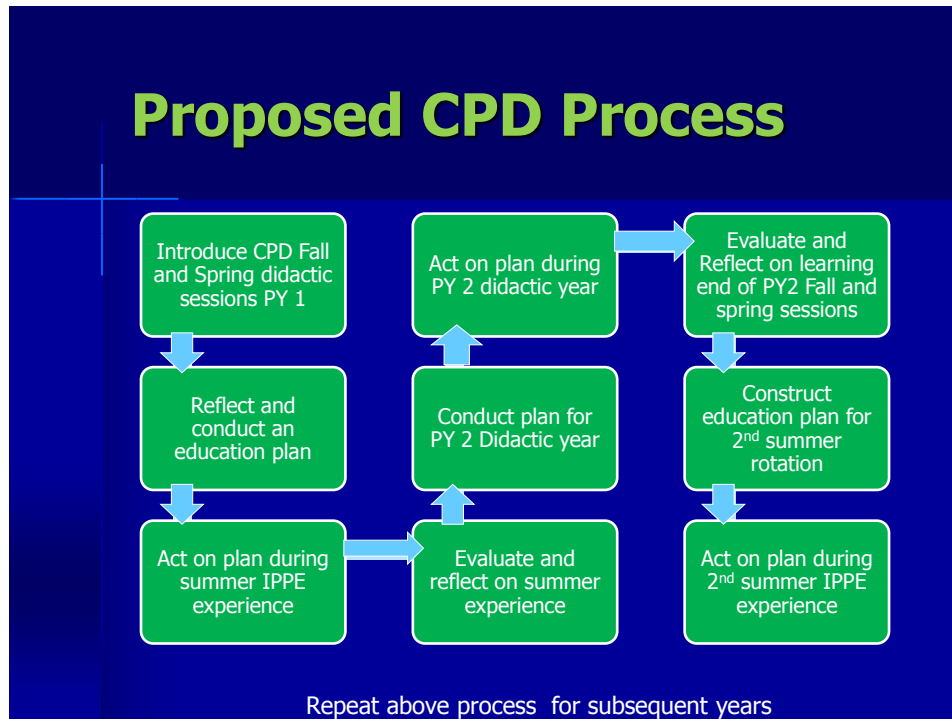 Proposed CPD Process
Introduce CPD Fall
and Spring didactic
sessions PY 1
Reflect and
conduct an
education plan
Act on plan during
summer IPPE
experience
Evaluate and
reflect on summer
experience
Conduct plan for
PY 2 Didactic year
Act on plan during
PY 2 didactic year
Evaluate and
Reflect on learning
end of PY2 Fall and
spring sessions
Construct
education plan for
2nd summer
rotation
Act on plan during
2nd summer IPPE
experience
Repeat above process  for subsequent years